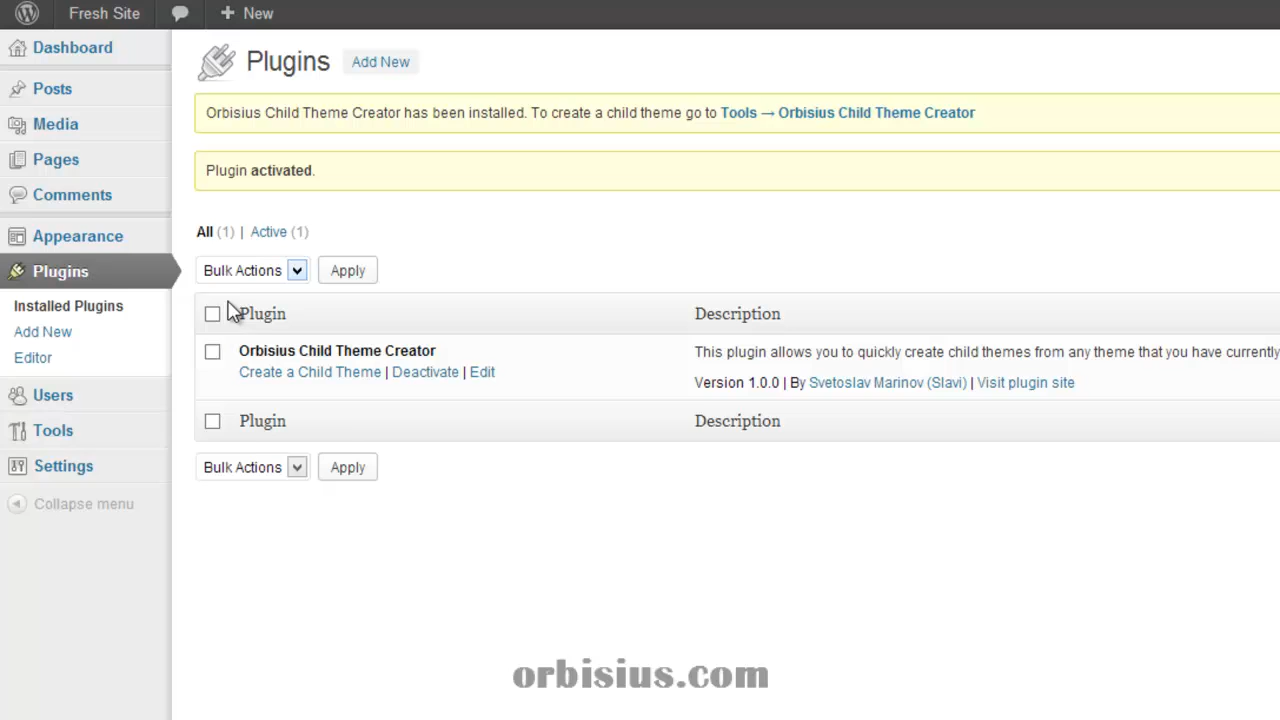 Fresh Site
New
Dashboard
Posts
Media
Pages
Comments
Appearance
Plugins
Installed Plugins
Add New
Editor
Users
Tools
Settings
Collapse menu
Plugins Add New
Orbisius Child Theme Creator has been installed. To create a child theme go to Tools → Orbisius Child Theme Creator
Plugin activated.
All (1) | Active (1)
Bulk Actions Apply
Plugin Description
Orbisius Child Theme Creator
Create a Child Theme | Deactivate | Edit
This plugin allows you to quickly create child themes from any theme that you have currently
Version 1.0.0 | By Svetoslav Marinov (Slavi) | Visit plugin site
Plugin Description
Bulk Actions Apply
orbisius.com